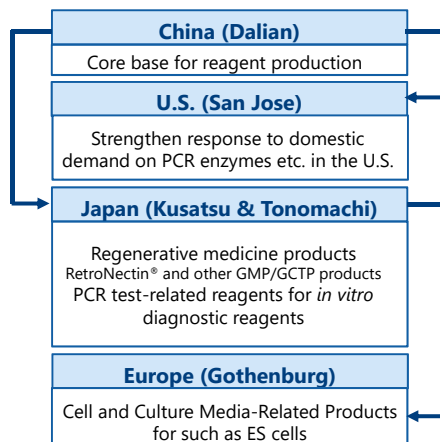 China (Dalian)
Core base for reagent production
U.S. (San Jose)
Strengthen response to domestic
demand on PCR enzymes etc. in the U.S.
Japan (Kusatsu & Tonomachi)
Regenerative medicine products
RetroNectin® and other GMP/GCTP products
PCR test-related reagents for in vitro
diagnostic reagents
Europe (Gothenburg)
Cell and Culture Media-Related Products
for such as ES cells